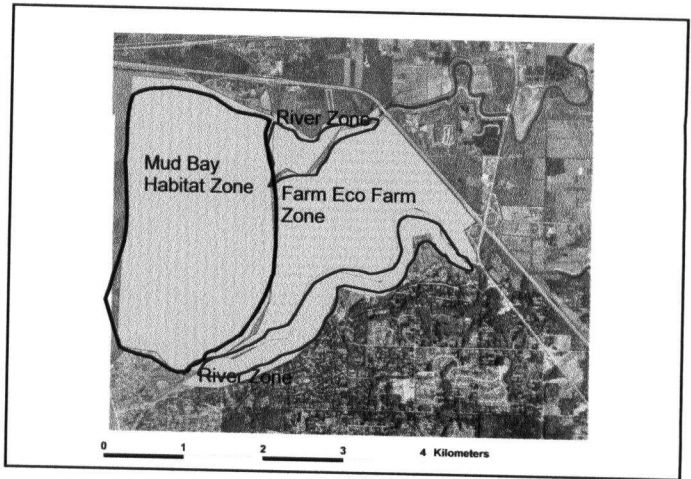 River Zone
Mud Bay
Habitat Zone
Farm Eco Farm
Zone
River Zone
0 1 2 3 4 Kilometers